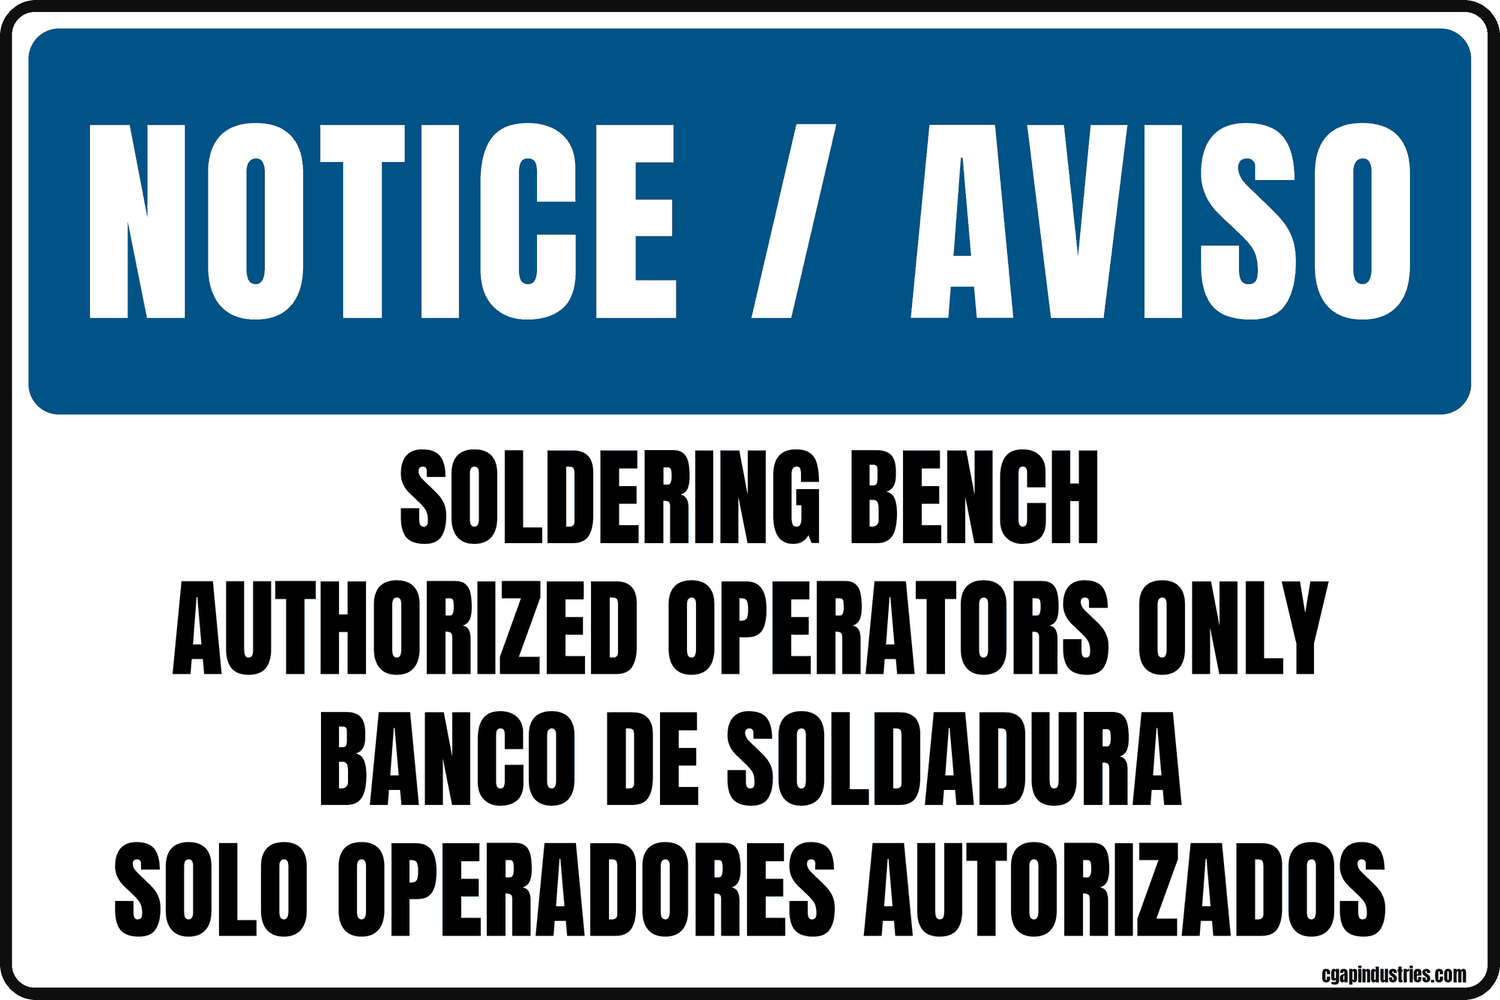 NOTICE / AVISO
SOLDERING BENCH
AUTHORIZED OPERATORS ONLY
BANCO DE SOLDADURA
SOLO OPERADORES AUTORIZADOS
cgapindustries.com